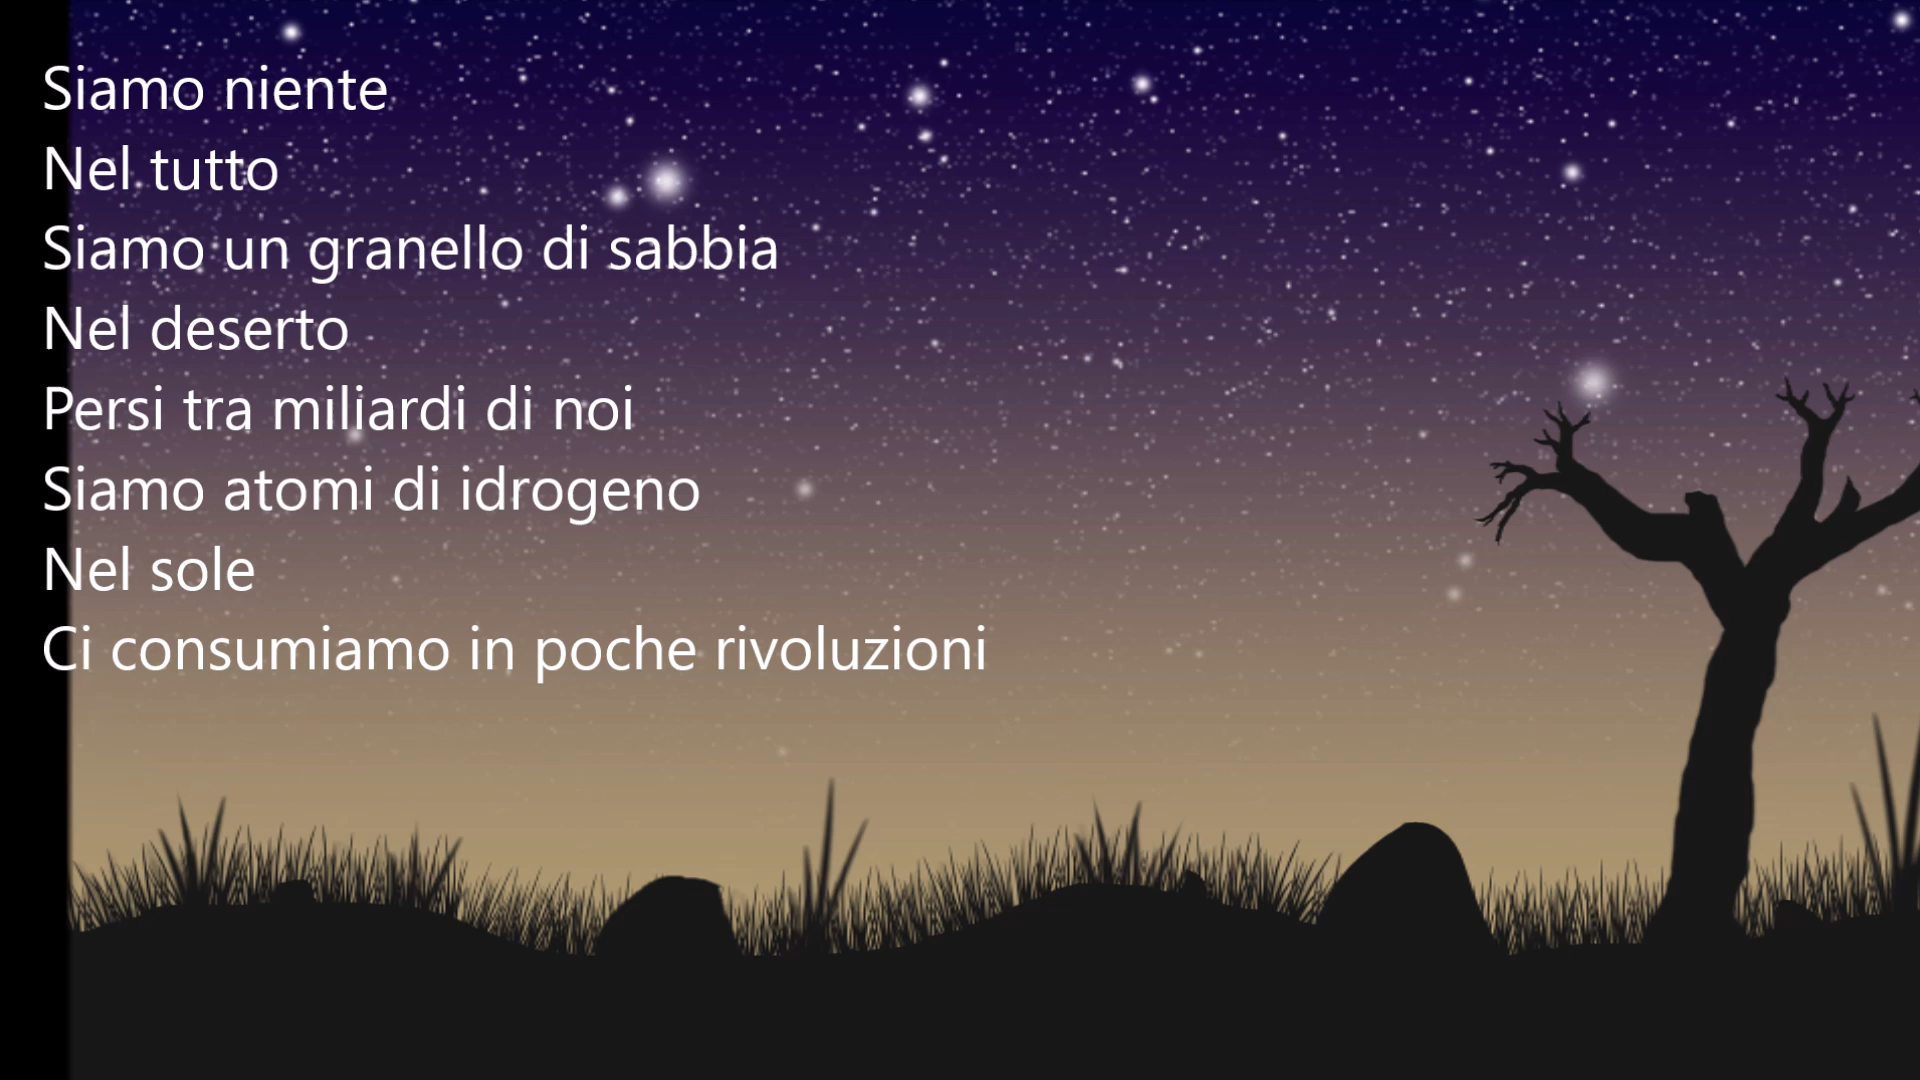 Siamo niente
Nel tutto
Siamo un granello di sabbia
Nel deserto
Persi tra miliardi di noi
Siamo atomi di idrogeno
Nel sole
Ci consumiamo in poche rivoluzioni